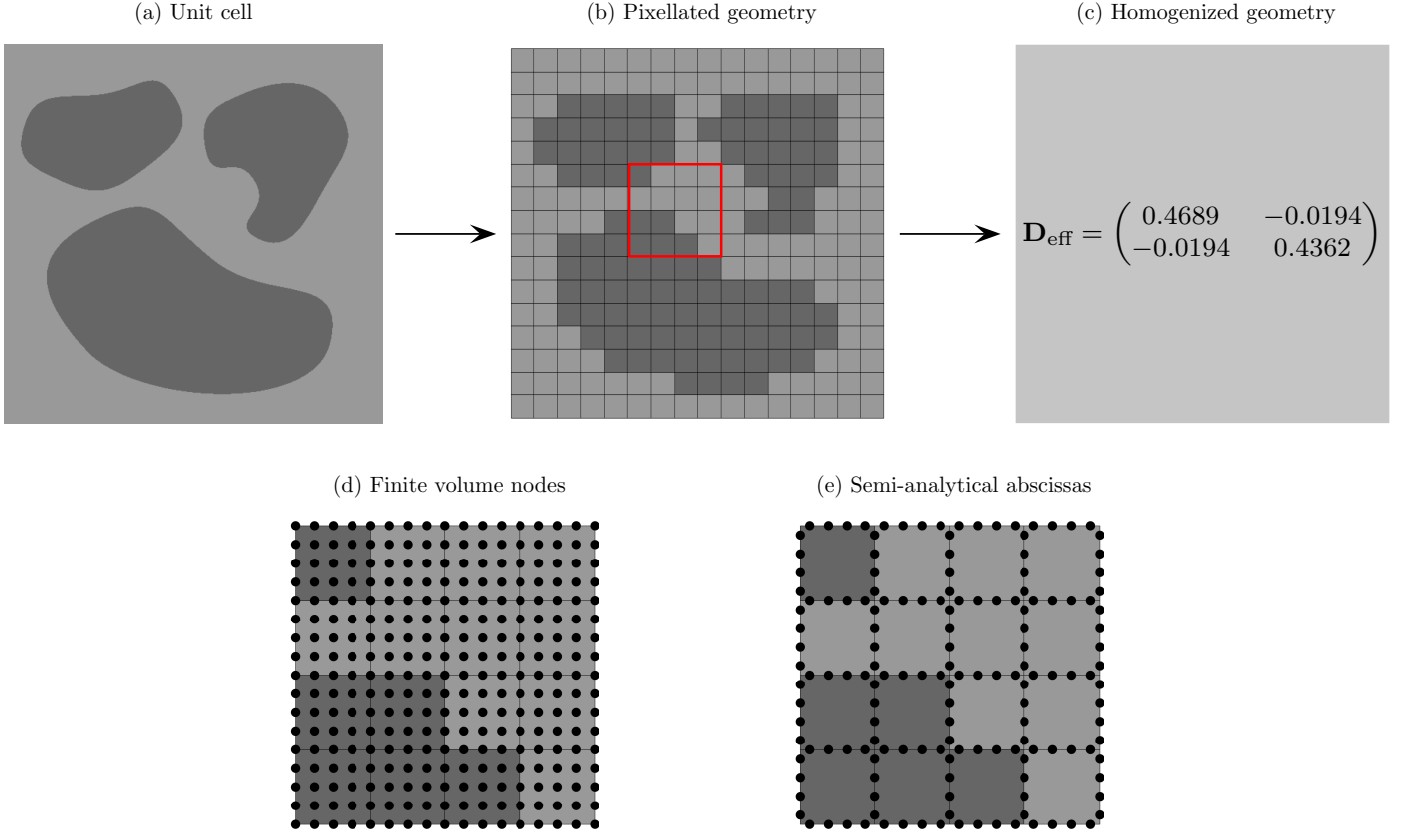 (a) Unit cell
(b) Pixellated geometry
(c) Homogenized geometry
D_eff = ( 0.4689 −0.0194
−0.0194 0.4362 )
(d) Finite volume nodes
(e) Semi-analytical abscissas